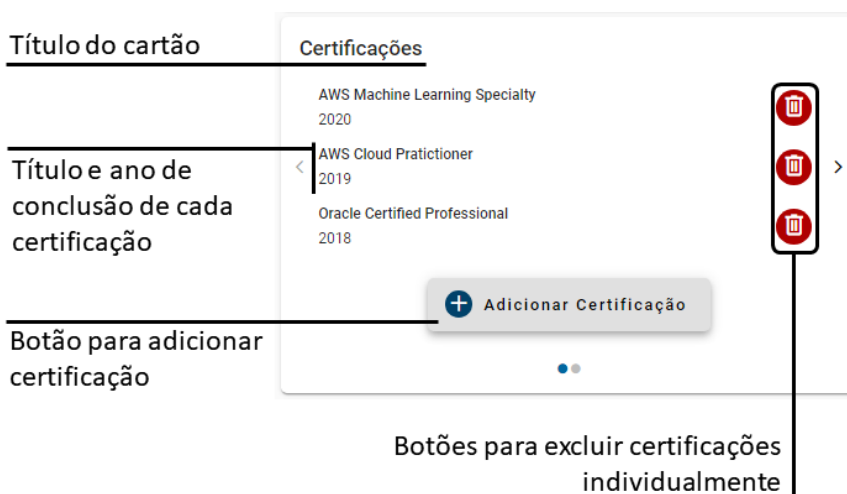 Título do cartão
Certificações
AWS Machine Learning Specialty
2020
Título e ano de
conclusão de cada
certificação
AWS Cloud Pratictioner
2019
Oracle Certified Professional
2018
Adicionar Certificação
Botão para adicionar
certificação
Botões para excluir certificações
individualmente